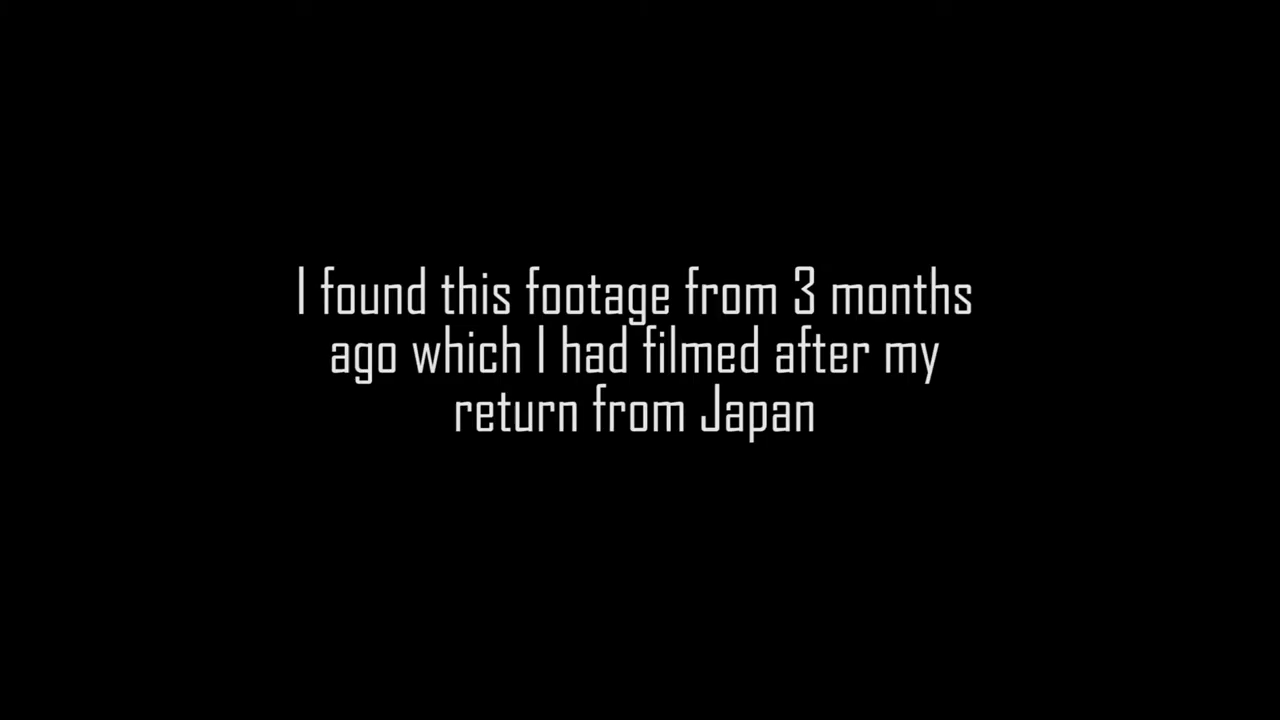 I found this footage from 3 months
ago which I had filmed after my
return from Japan